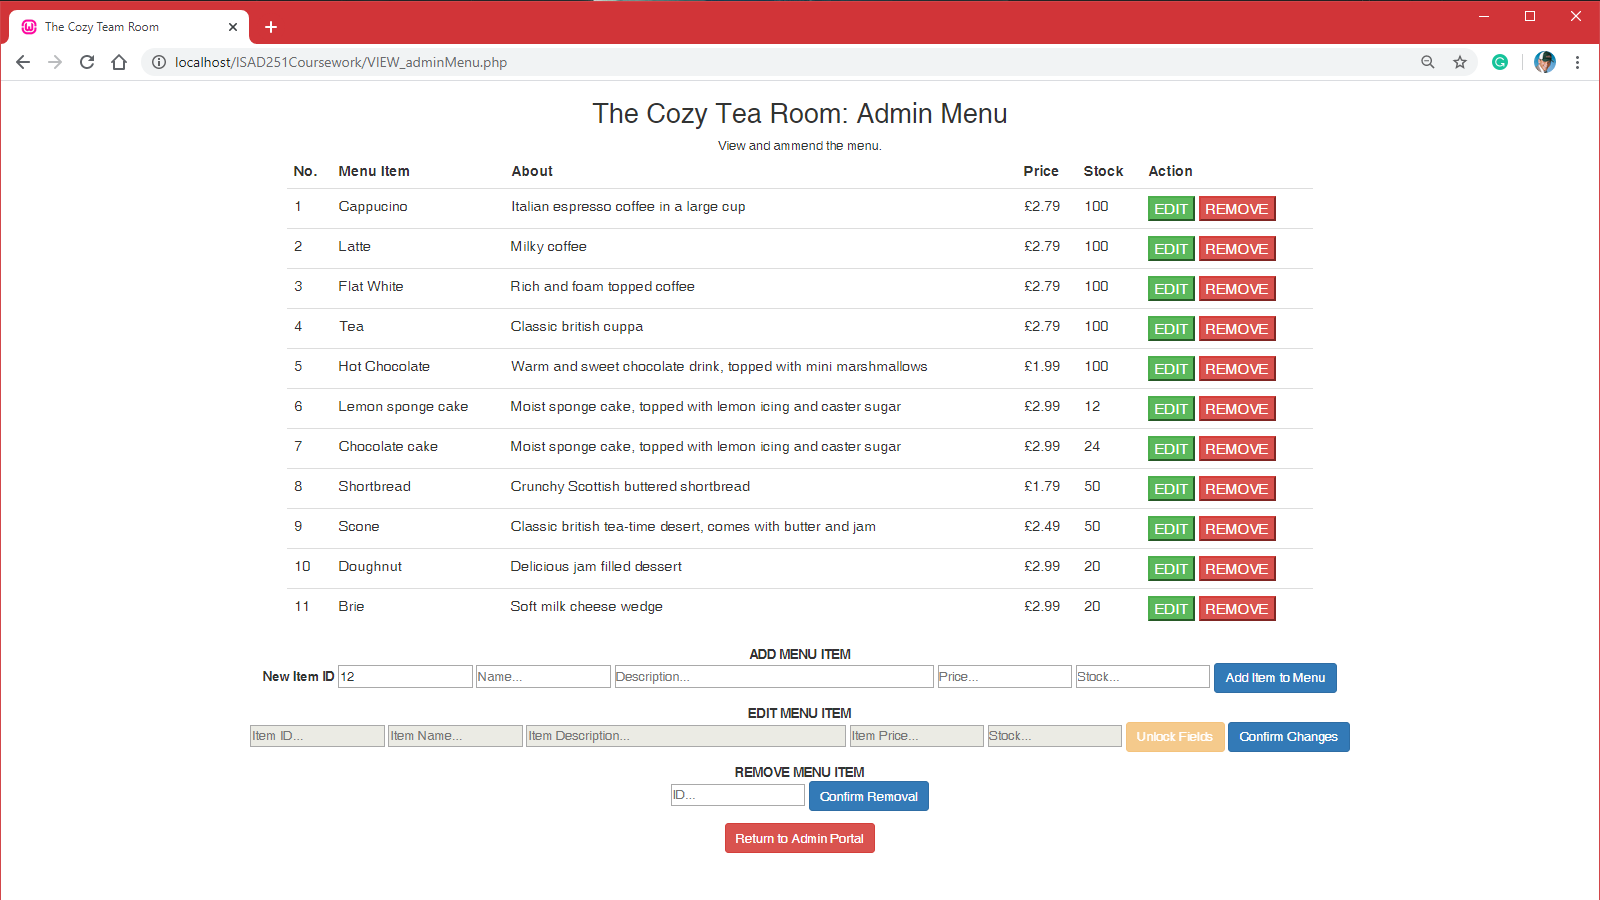 The Cozy Team Room
localhost/ISAD251Coursework/VIEW_adminMenu.php
The Cozy Tea Room: Admin Menu
View and ammend the menu.
No. Menu Item About Price Stock Action
1 Cappucino Italian espresso coffee in a large cup £2.79 100 EDIT REMOVE
2 Latte Milky coffee £2.79 100 EDIT REMOVE
3 Flat White Rich and foam topped coffee £2.79 100 EDIT REMOVE
4 Tea Classic british cuppa £2.79 100 EDIT REMOVE
5 Hot Chocolate Warm and sweet chocolate drink, topped with mini marshmallows £1.99 100 EDIT REMOVE
6 Lemon sponge cake Moist sponge cake, topped with lemon icing and caster sugar £2.99 12 EDIT REMOVE
7 Chocolate cake Moist sponge cake, topped with lemon icing and caster sugar £2.99 24 EDIT REMOVE
8 Shortbread Crunchy Scottish buttered shortbread £1.79 50 EDIT REMOVE
9 Scone Classic british tea-time desert, comes with butter and jam £2.49 50 EDIT REMOVE
10 Doughnut Delicious jam filled dessert £2.99 20 EDIT REMOVE
11 Brie Soft milk cheese wedge £2.99 20 EDIT REMOVE
ADD MENU ITEM
New Item ID 12 Name... Description... Price... Stock... Add Item to Menu
EDIT MENU ITEM
Item ID... Item Name... Item Description... Item Price... Stock... Unlock Fields Confirm Changes
REMOVE MENU ITEM
ID... Confirm Removal
Return to Admin Portal